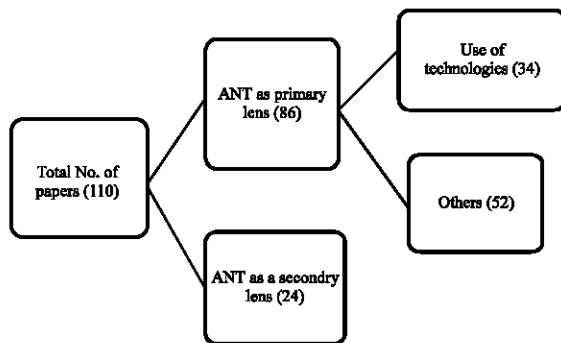 Total No. of
papers (110)
ANT as primary
lens (86)
ANT as a secondry
lens (24)
Use of
technologies (34)
Others (52)